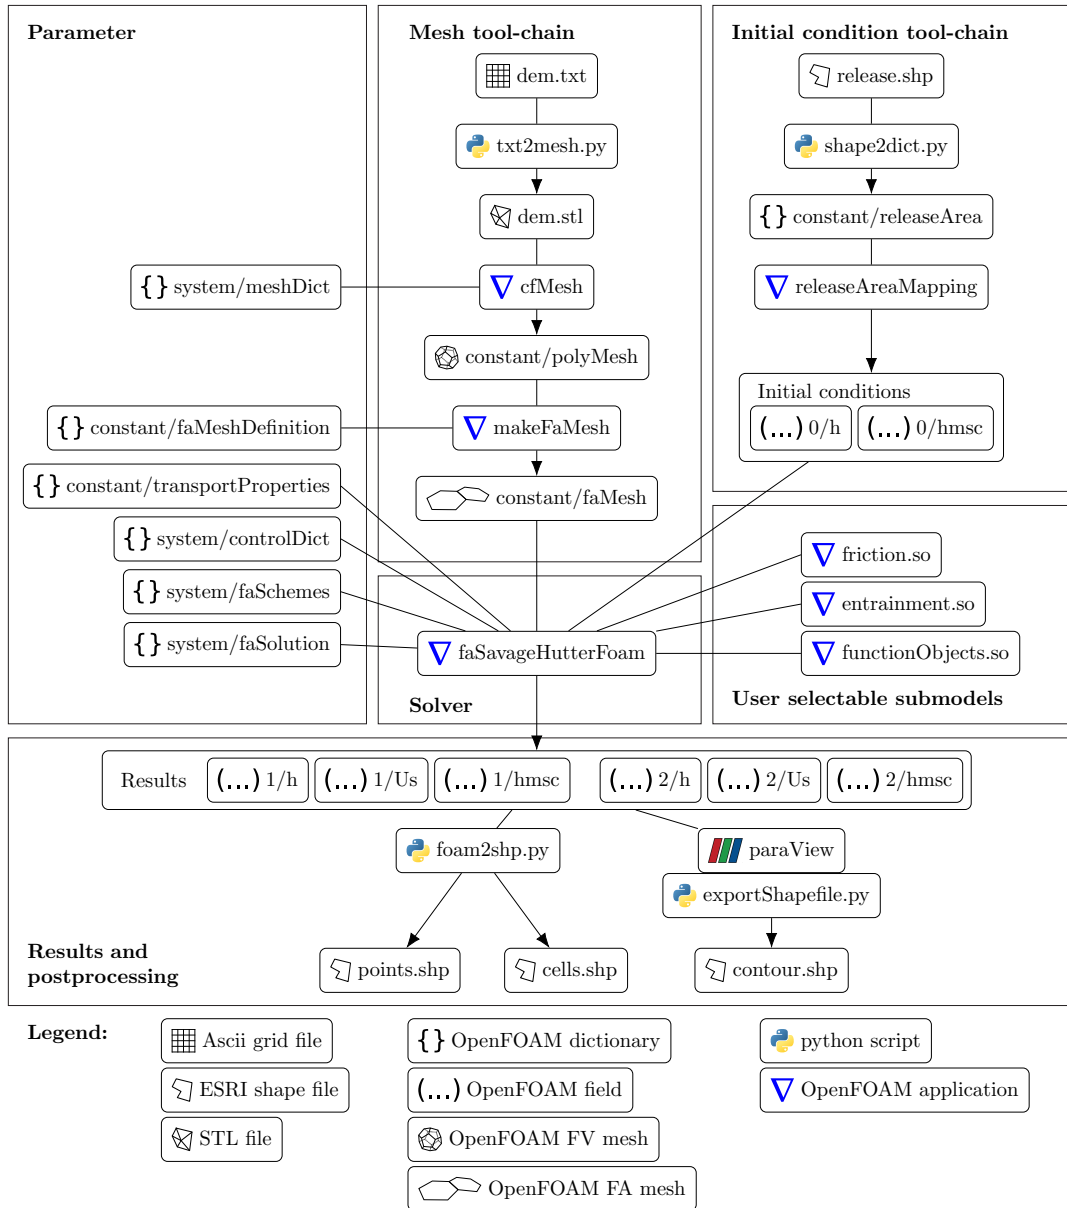 Parameter
system/meshDict
constant/faMeshDefinition
constant/transportProperties
system/controlDict
system/faSchemes
system/faSolution
Mesh tool-chain
dem.txt
txt2mesh.py
dem.stl
cfMesh
constant/polyMesh
makeFaMesh
constant/faMesh
Initial condition tool-chain
release.shp
shape2dict.py
{} constant/releaseArea
releaseAreaMapping
Initial conditions
(...) 0/h
(...) 0/hmsc
faSavageHutterFoam
Solver
friction.so
entrainment.so
functionObjects.so
User selectable submodels
Results
(...) 1/h
(...) 1/Us
(...) 1/hmsc
(...) 2/h
(...) 2/Us
(...) 2/hmsc
foam2shp.py
paraView
exportShapefile.py
Results and
postprocessing
points.shp
cells.shp
contour.shp
Legend:
Ascii grid file
ESRI shape file
STL file
{} OpenFOAM dictionary
(...) OpenFOAM field
OpenFOAM FV mesh
OpenFOAM FA mesh
python script
OpenFOAM application